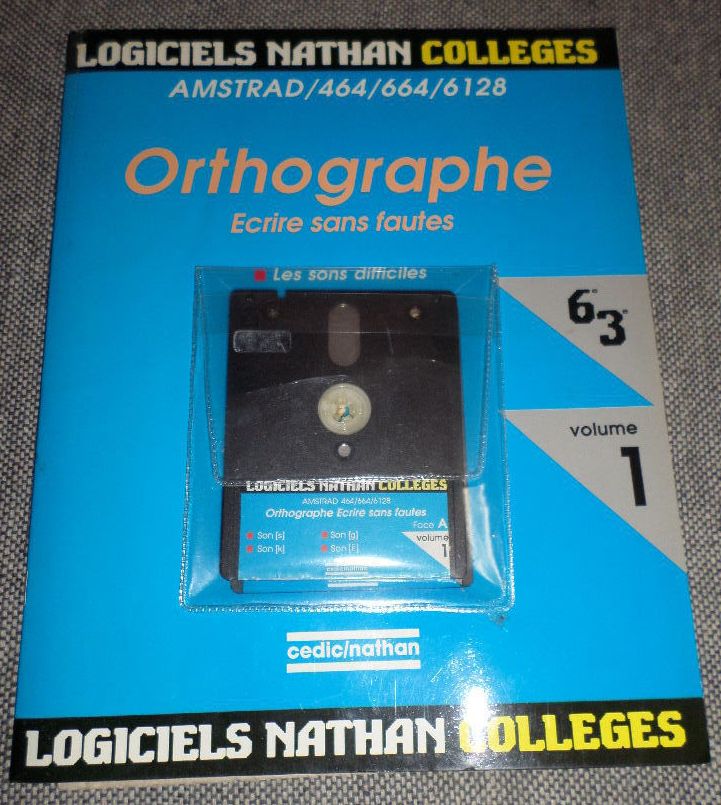 LOGICIELS NATHAN COLLEGES
AMSTRAD/464/664/6128
Orthographe
Ecrire sans fautes
Les sons difficiles
6e 3e
volume
1
LOGICIELS NATHAN COLLEGES
AMSTRAD 464/664/6128
Orthographe Ecrire sans fautes
Face A
Son [s] Son [g]
Son [k] Son [E]
volume
1
cedic/nathan
cedic/nathan
LOGICIELS NATHAN COLLEGES